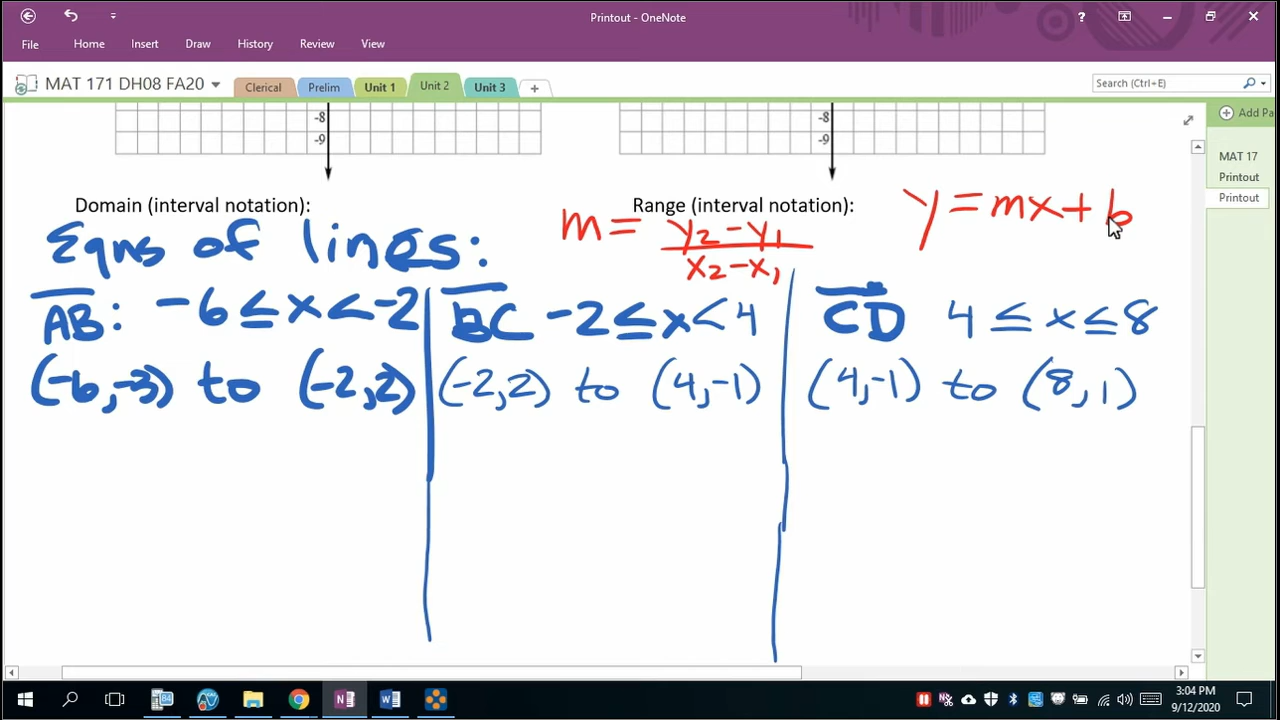 Printout - OneNote
?
File Home Insert Draw History Review View
MAT 171 DH08 FA20 Clerical Prelim Unit 1 Unit 2 Unit 3 + Search (Ctrl+E)
-8 -8
-9 -9
Add Pa
MAT 17
Printout
Printout
Domain (interval notation): Range (interval notation): y = mx + b
Eqns of lines: m = y₂ - y₁ / x₂ - x₁
AB: -6 ≤ x < -2 BC -2 ≤ x < 4 CD 4 ≤ x ≤ 8
(-6,-3) to (-2,2) (-2,2) to (4,-1) (4,-1) to (8,1)
3:04 PM
9/12/2020